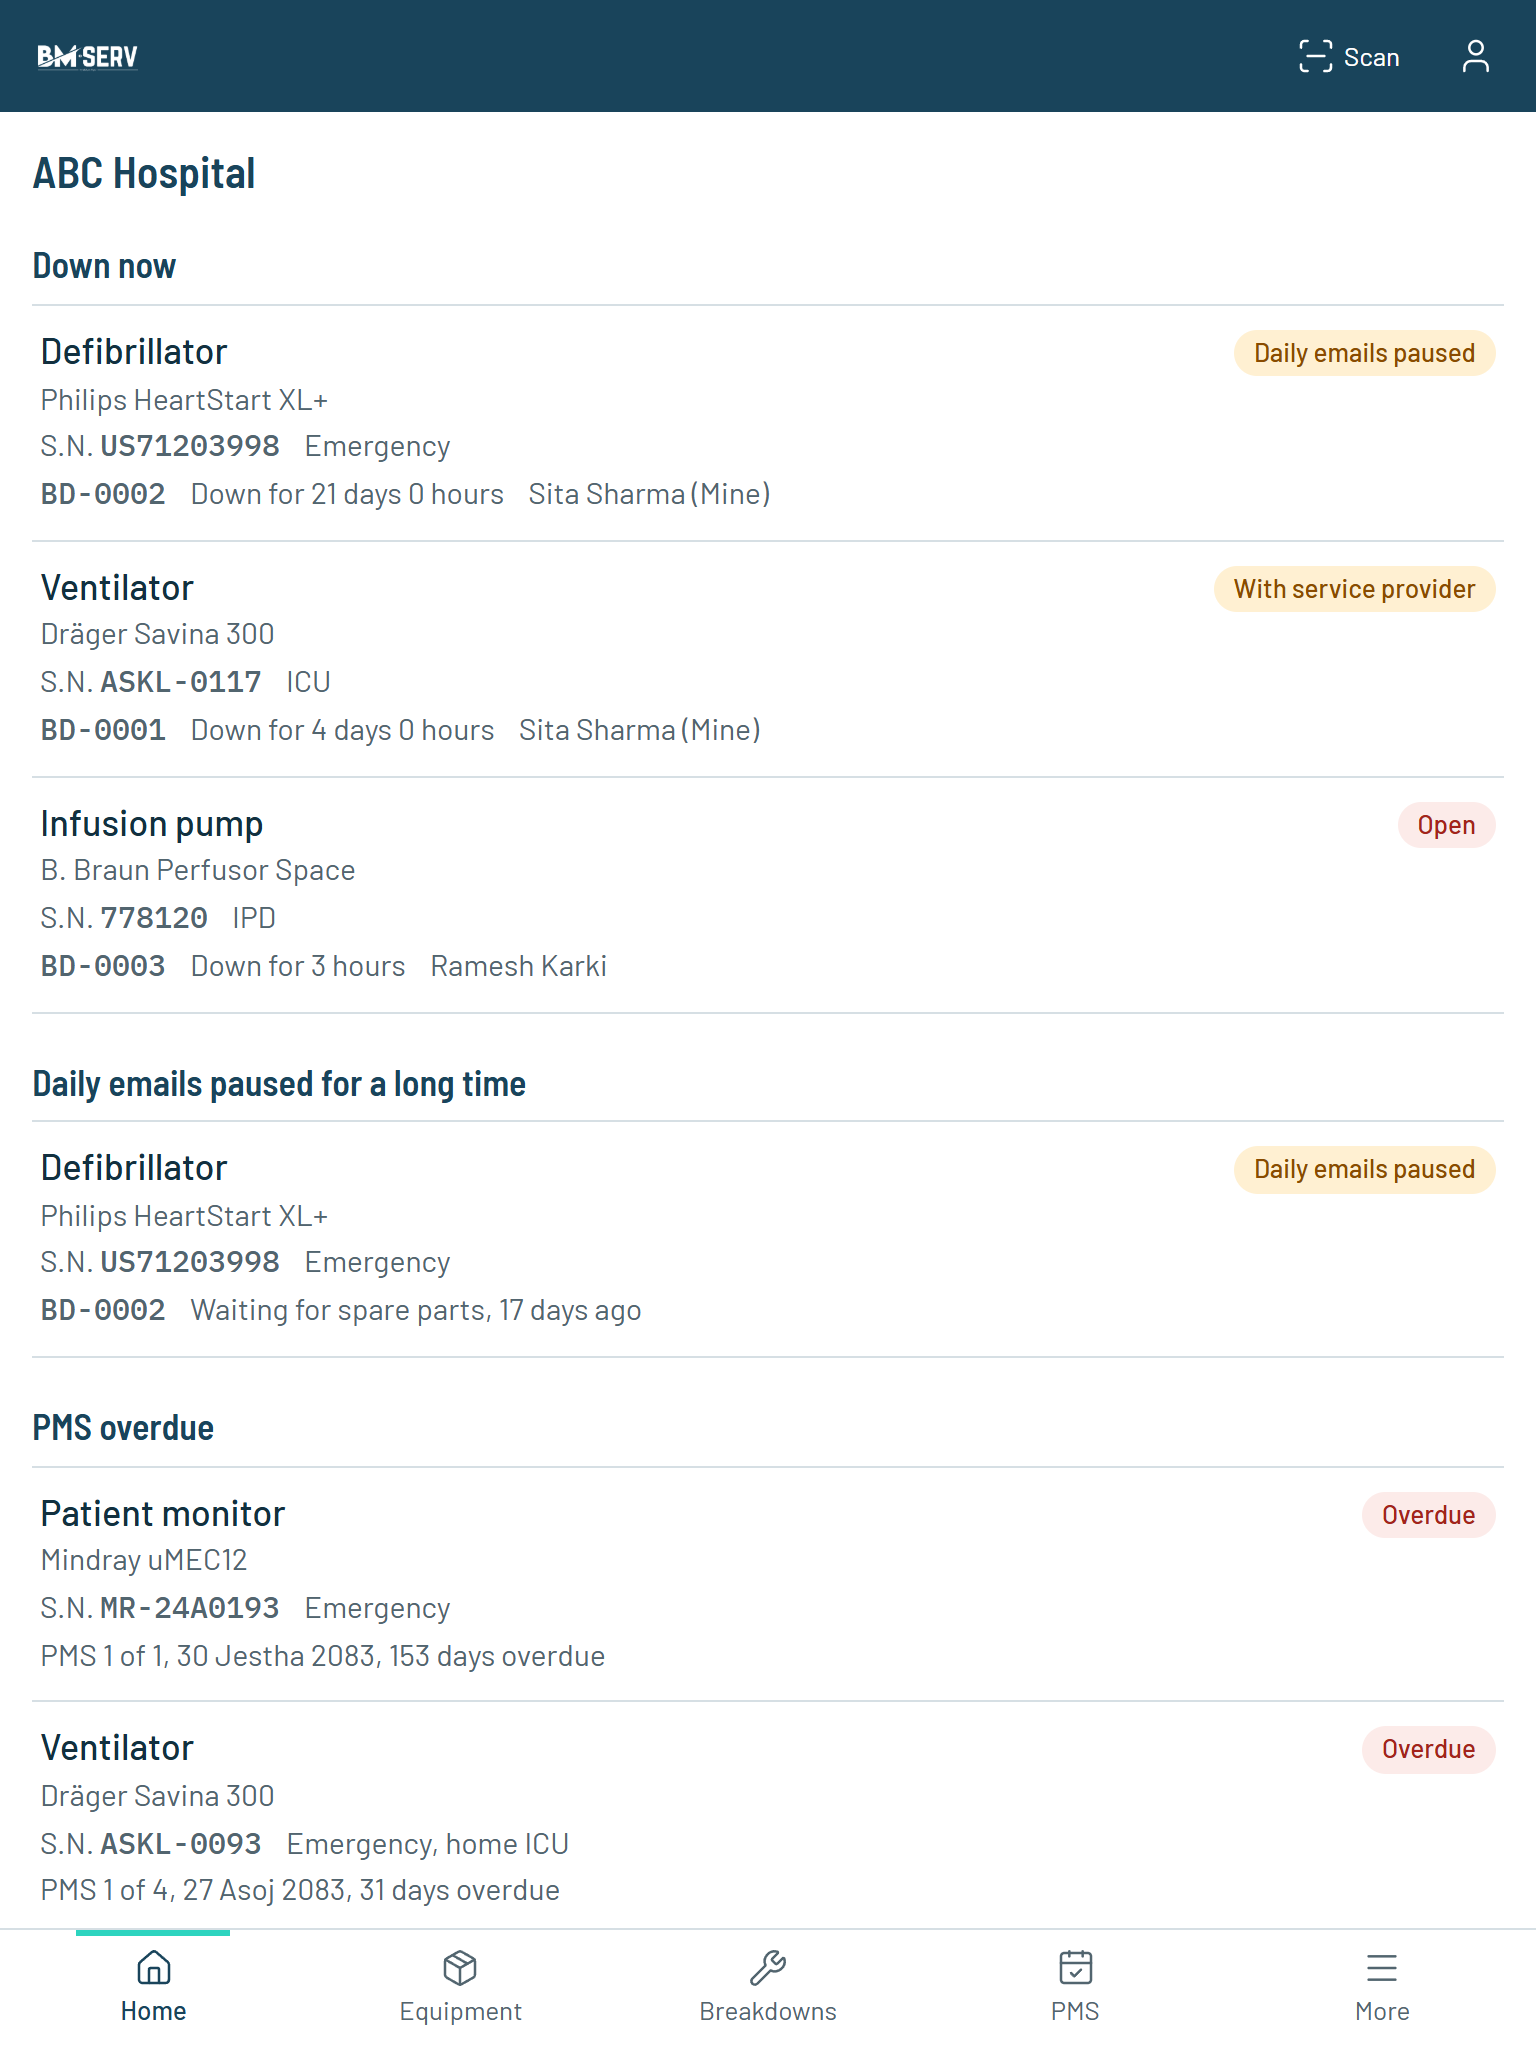 BM SERV
Scan
ABC Hospital
Down now
Defibrillator
Daily emails paused
Philips HeartStart XL+
S.N. US71203998 Emergency
BD-0002 Down for 21 days 0 hours Sita Sharma (Mine)
Ventilator
With service provider
Dräger Savina 300
S.N. ASKL-0117 ICU
BD-0001 Down for 4 days 0 hours Sita Sharma (Mine)
Infusion pump
Open
B. Braun Perfusor Space
S.N. 778120 IPD
BD-0003 Down for 3 hours Ramesh Karki
Daily emails paused for a long time
Defibrillator
Daily emails paused
Philips HeartStart XL+
S.N. US71203998 Emergency
BD-0002 Waiting for spare parts, 17 days ago
PMS overdue
Patient monitor
Overdue
Mindray uMEC12
S.N. MR-24A0193 Emergency
PMS 1 of 1, 30 Jestha 2083, 153 days overdue
Ventilator
Overdue
Dräger Savina 300
S.N. ASKL-0093 Emergency, home ICU
PMS 1 of 4, 27 Asoj 2083, 31 days overdue
Home
Equipment
Breakdowns
PMS
More